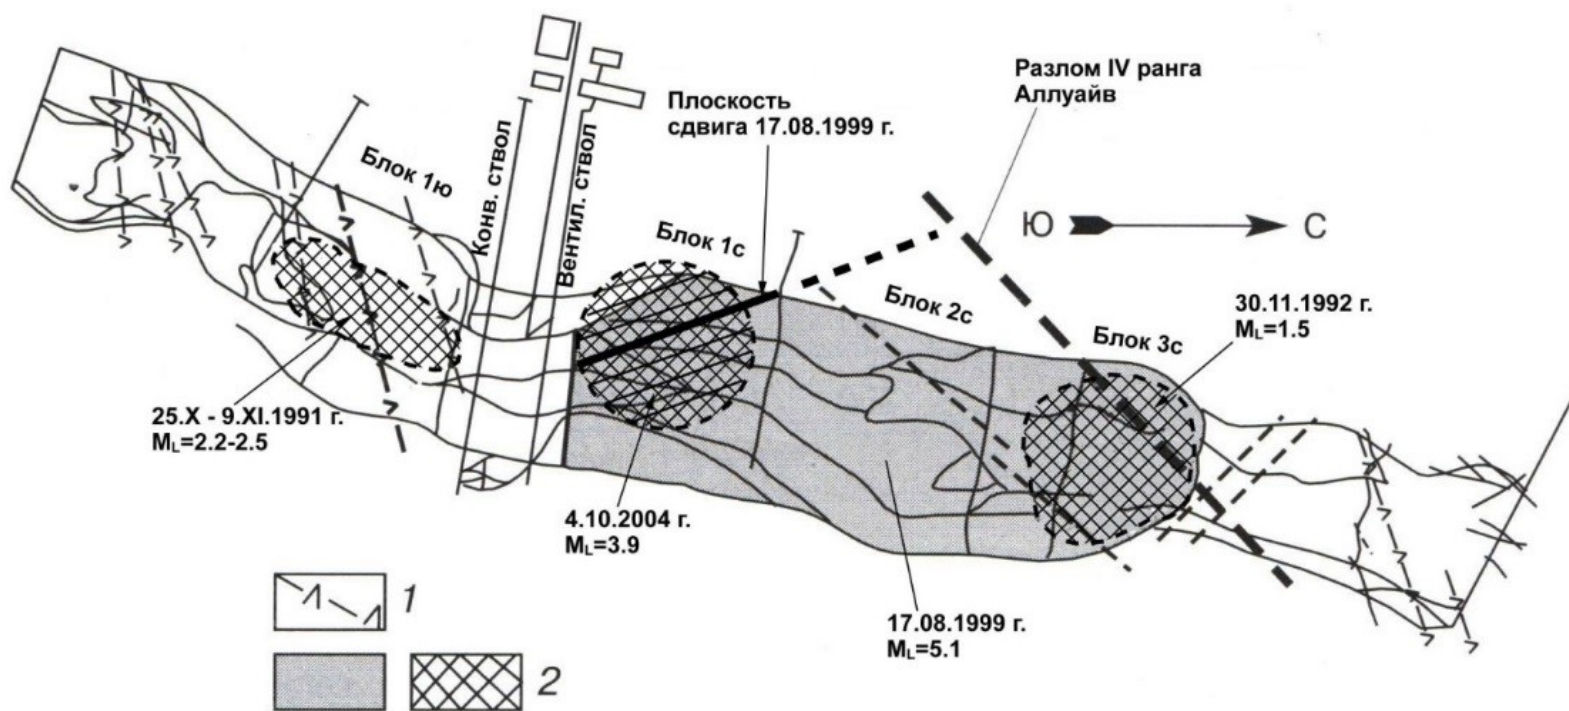 Разлом IV ранга
Аллуайв
Плоскость
сдвига 17.08.1999 г.
Блок 1ю
Конв. ствол
Вентил. ствол
Блок 1с
Ю
С
Блок 2с
Блок 3с
30.11.1992 г.
ML=1.5
25.X - 9.XI.1991 г.
ML=2.2-2.5
4.10.2004 г.
ML=3.9
17.08.1999 г.
ML=5.1
1
2